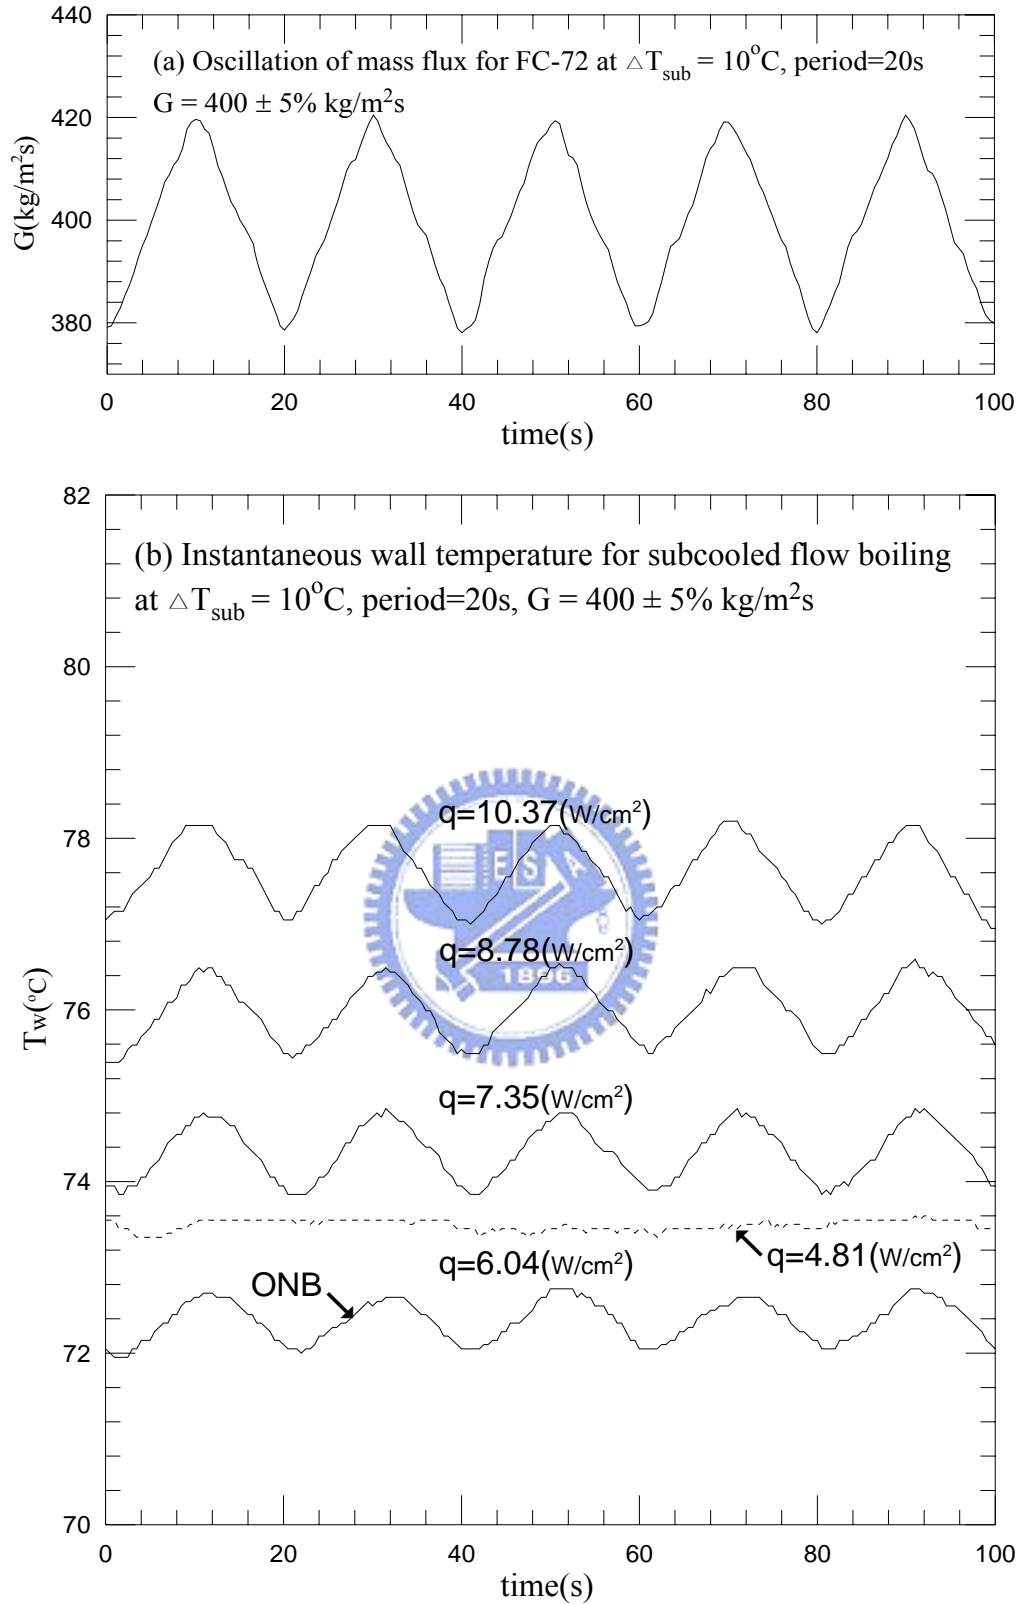 440
(a) Oscillation of mass flux for FC-72 at △Tsub = 10°C, period=20s
G = 400 ± 5% kg/m²s
420
400
380
G(kg/m²s)
0 20 40 60 80 100
time(s)
82
(b) Instantaneous wall temperature for subcooled flow boiling
at △Tsub = 10°C, period=20s, G = 400 ± 5% kg/m²s
80
q=10.37(W/cm²)
78
E S A
q=8.78(W/cm²)
1896
76
Tw(°C)
q=7.35(W/cm²)
74
q=4.81(W/cm²)
q=6.04(W/cm²)
ONB
72
70
0 20 40 60 80 100
time(s)